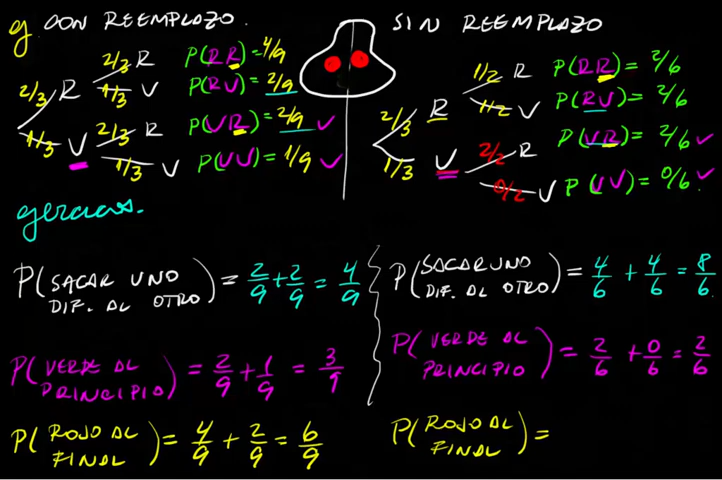 g CON REEMPLAZO.
2/3 R
2/3 R
1/3 V
1/3 V
2/3 R
1/3 V
P(RR) = 4/9
P(RV) = 2/9
P(VR) = 2/9 ✓
P(VV) = 1/9 ✓
SIN REEMPLAZO
2/3 R
1/2 R
1/2 V
1/3 V
2/2 R
0/2 V
P(RR) = 2/6
P(RV) = 2/6
P(VR) = 2/6 ✓
P(VV) = 0/6 ✓
P(SACAR UNO DIF. AL OTRO) = 2/9 + 2/9 = 4/9
P(VERDE AL PRINCIPIO) = 2/9 + 1/9 = 3/9
P(ROJO AL FINAL) = 4/9 + 2/9 = 6/9
P(SACAR UNO DIF. AL OTRO) = 4/6 + 4/6 = 8/6
P(VERDE AL PRINCIPIO) = 2/6 + 0/6 = 2/6
P(ROJO AL FINAL) =